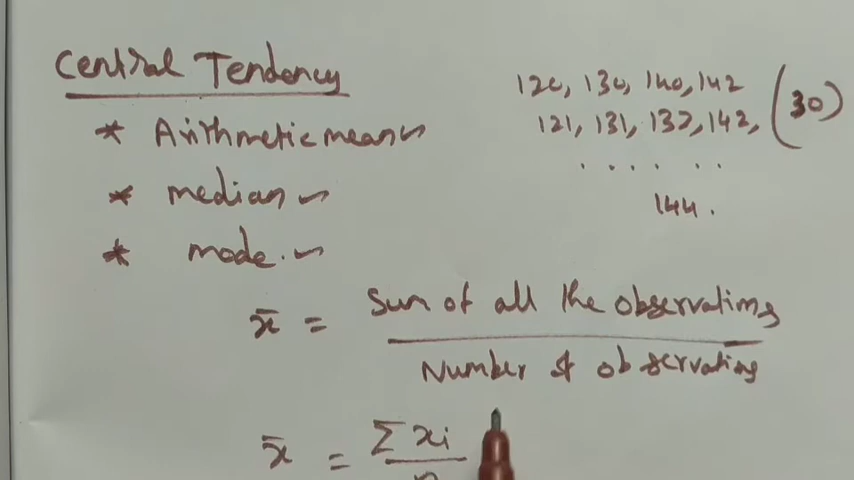 Central Tendency
* Arithmetic mean
* median
* mode.
120, 130, 140, 142
121, 131, 132, 142, (30)
. . . . . .
144.
x̄ = Sum of all the observations / Number of observations
x̄ = Σxi / n